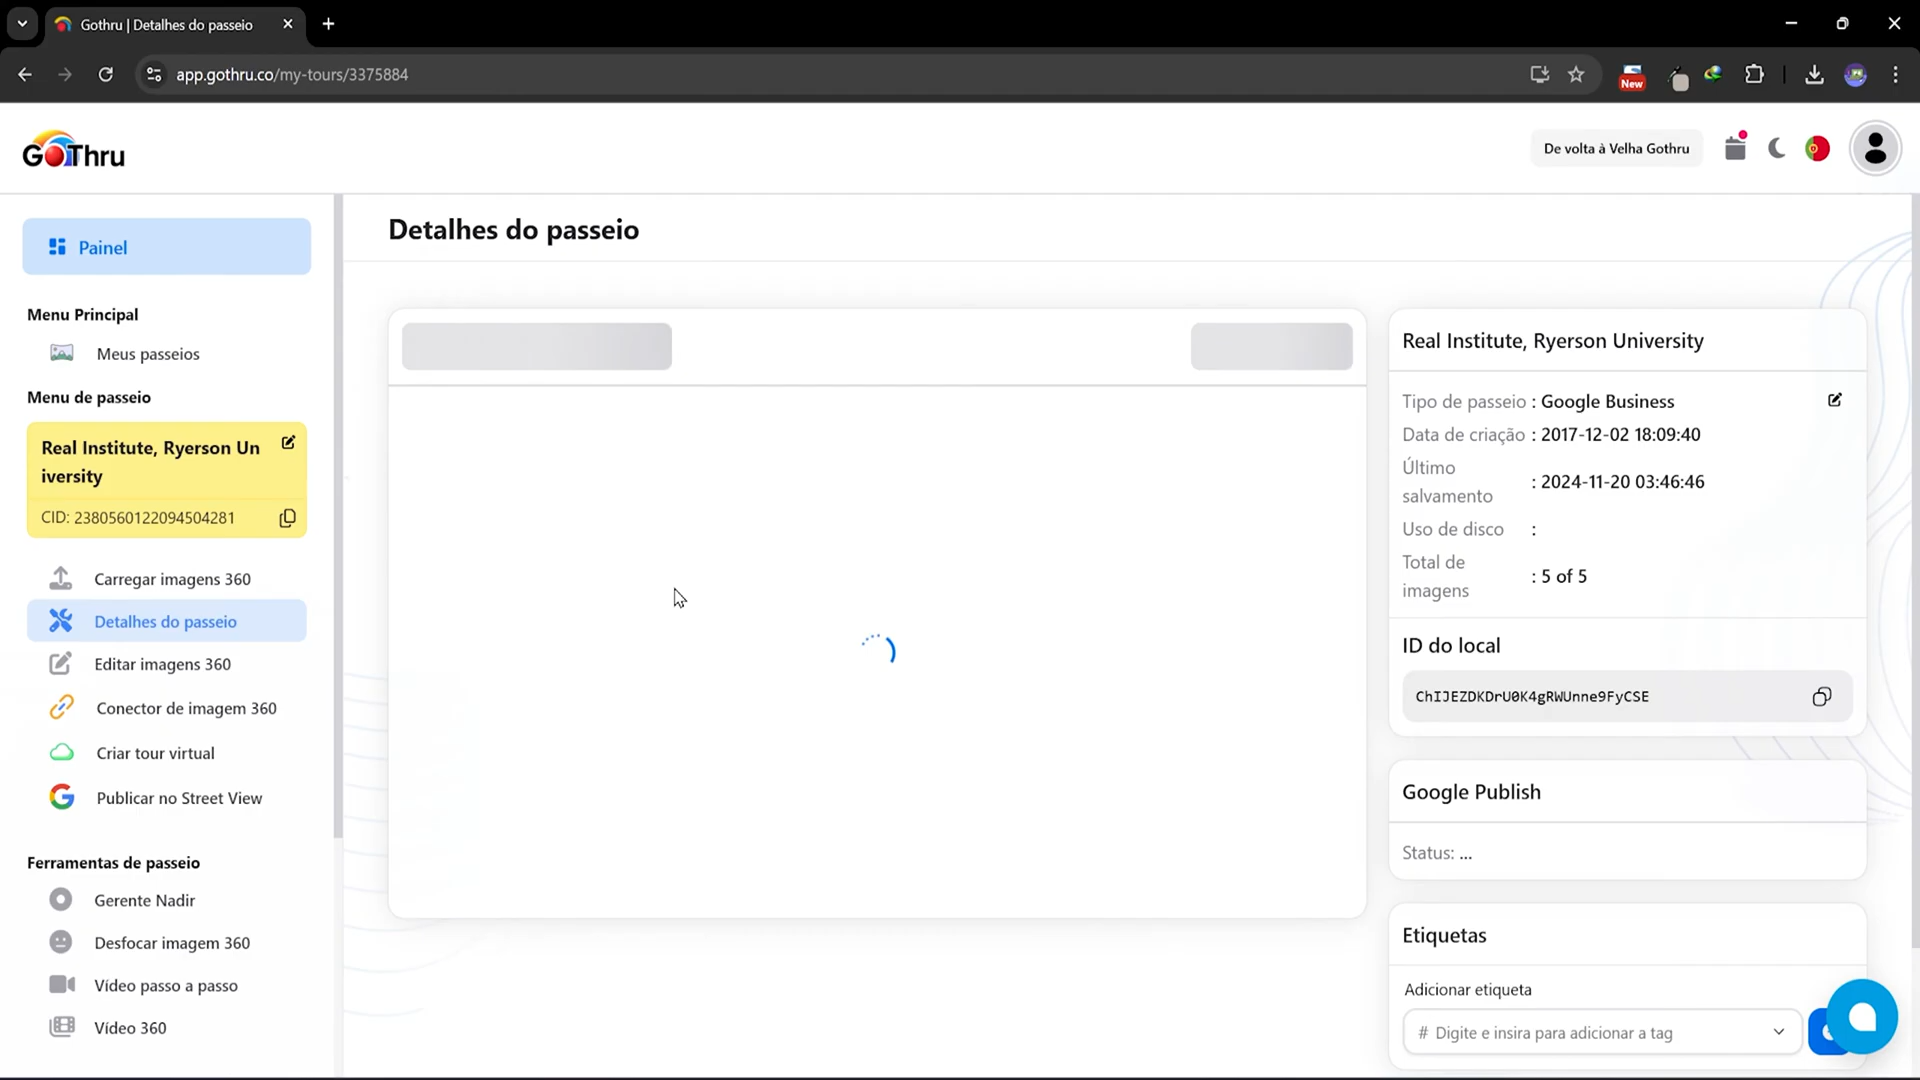 Gothru | Detalhes do passeio
app.gothru.co/my-tours/3375884
New
GoThru
De volta à Velha Gothru
Painel
Menu Principal
Meus passeios
Menu de passeio
Real Institute, Ryerson Un
iversity
CID: 2380560122094504281
Carregar imagens 360
Detalhes do passeio
Editar imagens 360
Conector de imagem 360
Criar tour virtual
Publicar no Street View
Ferramentas de passeio
Gerente Nadir
Desfocar imagem 360
Vídeo passo a passo
Vídeo 360
Detalhes do passeio
Real Institute, Ryerson University
Tipo de passeio : Google Business
Data de criação : 2017-12-02 18:09:40
Último
salvamento : 2024-11-20 03:46:46
Uso de disco :
Total de
imagens : 5 of 5
ID do local
ChIJEZDKDrU0K4gRWUnne9FyCSE
Google Publish
Status: ...
Etiquetas
Adicionar etiqueta
# Digite e insira para adicionar a tag